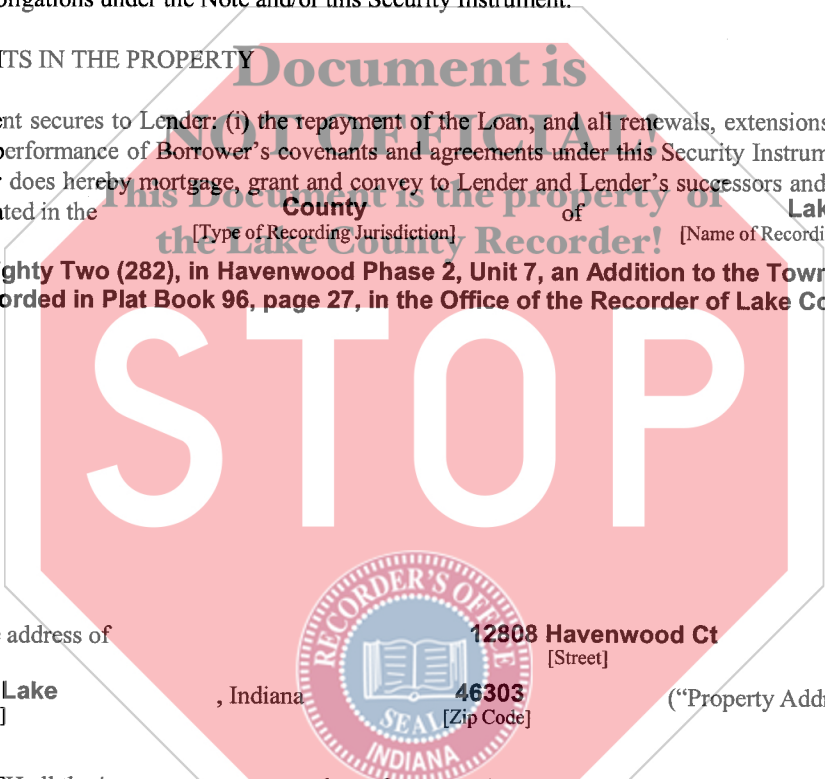 obligations under the Note and/or this Security Instrument.
ITS IN THE PROPERTY
Document is
NOT OFFICIAL!
ent secures to Lender: (i) the repayment of the Loan, and all renewals, extensions
performance of Borrower's covenants and agreements under this Security Instrum
r does hereby mortgage, grant and convey to Lender and Lender's successors and
This Document is the property of
ated in the County of Lak
[Type of Recording Jurisdiction] [Name of Recordi
the Lake County Recorder!
ghty Two (282), in Havenwood Phase 2, Unit 7, an Addition to the Town
orded in Plat Book 96, page 27, in the Office of the Recorder of Lake Co
STOP
RECORDER'S OFFICE
address of 12808 Havenwood Ct
[Street]
Lake , Indiana 46303 ("Property Addr
] [Zip Code]
SEAL
INDIANA